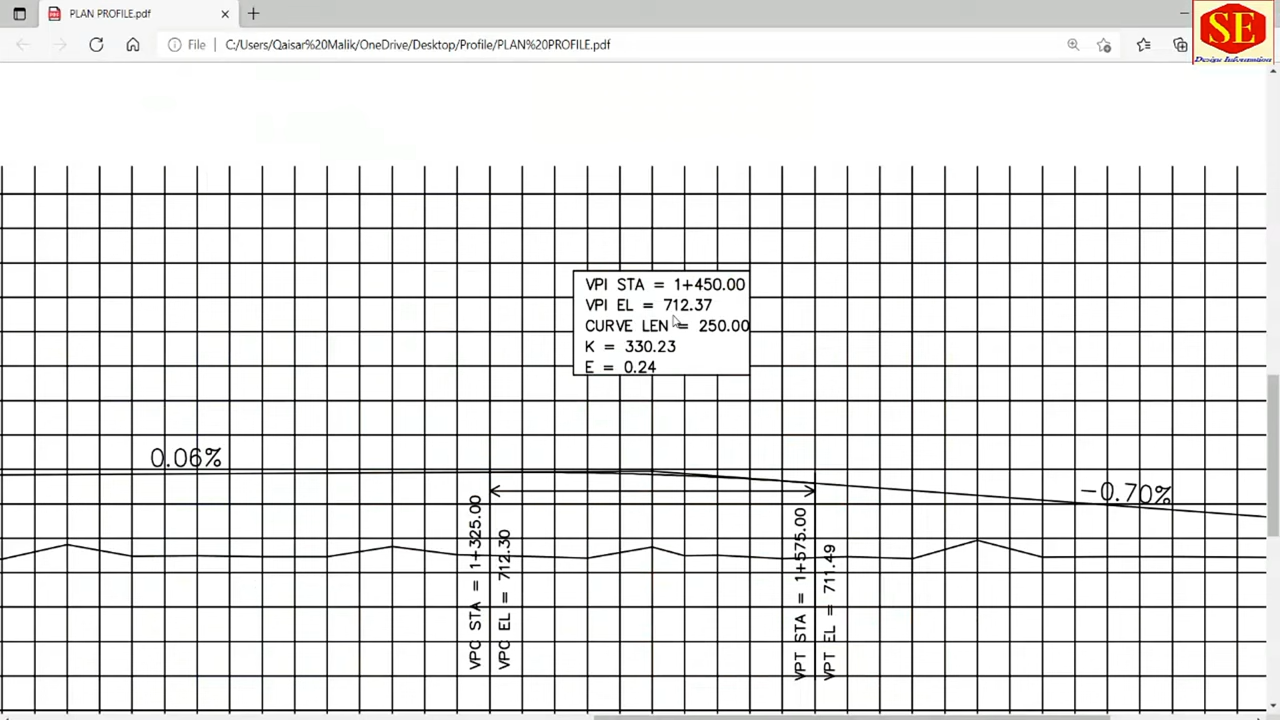 PLAN PROFILE.pdf
SE
Design Information
File
C:/Users/Qaisar%20Malik/OneDrive/Desktop/Profile/PLAN%20PROFILE.pdf
VPI STA = 1+450.00
VPI EL = 712.37
CURVE LEN = 250.00
K = 330.23
E = 0.24
0.06%
-0.70%
VPC STA = 1+325.00
VPC EL = 712.30
VPT STA = 1+575.00
VPT EL = 711.49